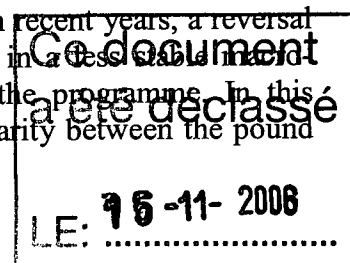 recent years, a reversal
in a less stable macro-
the programme. In this
arity between the pound
Ce document
a été déclassé
LE: 16 -11- 2006